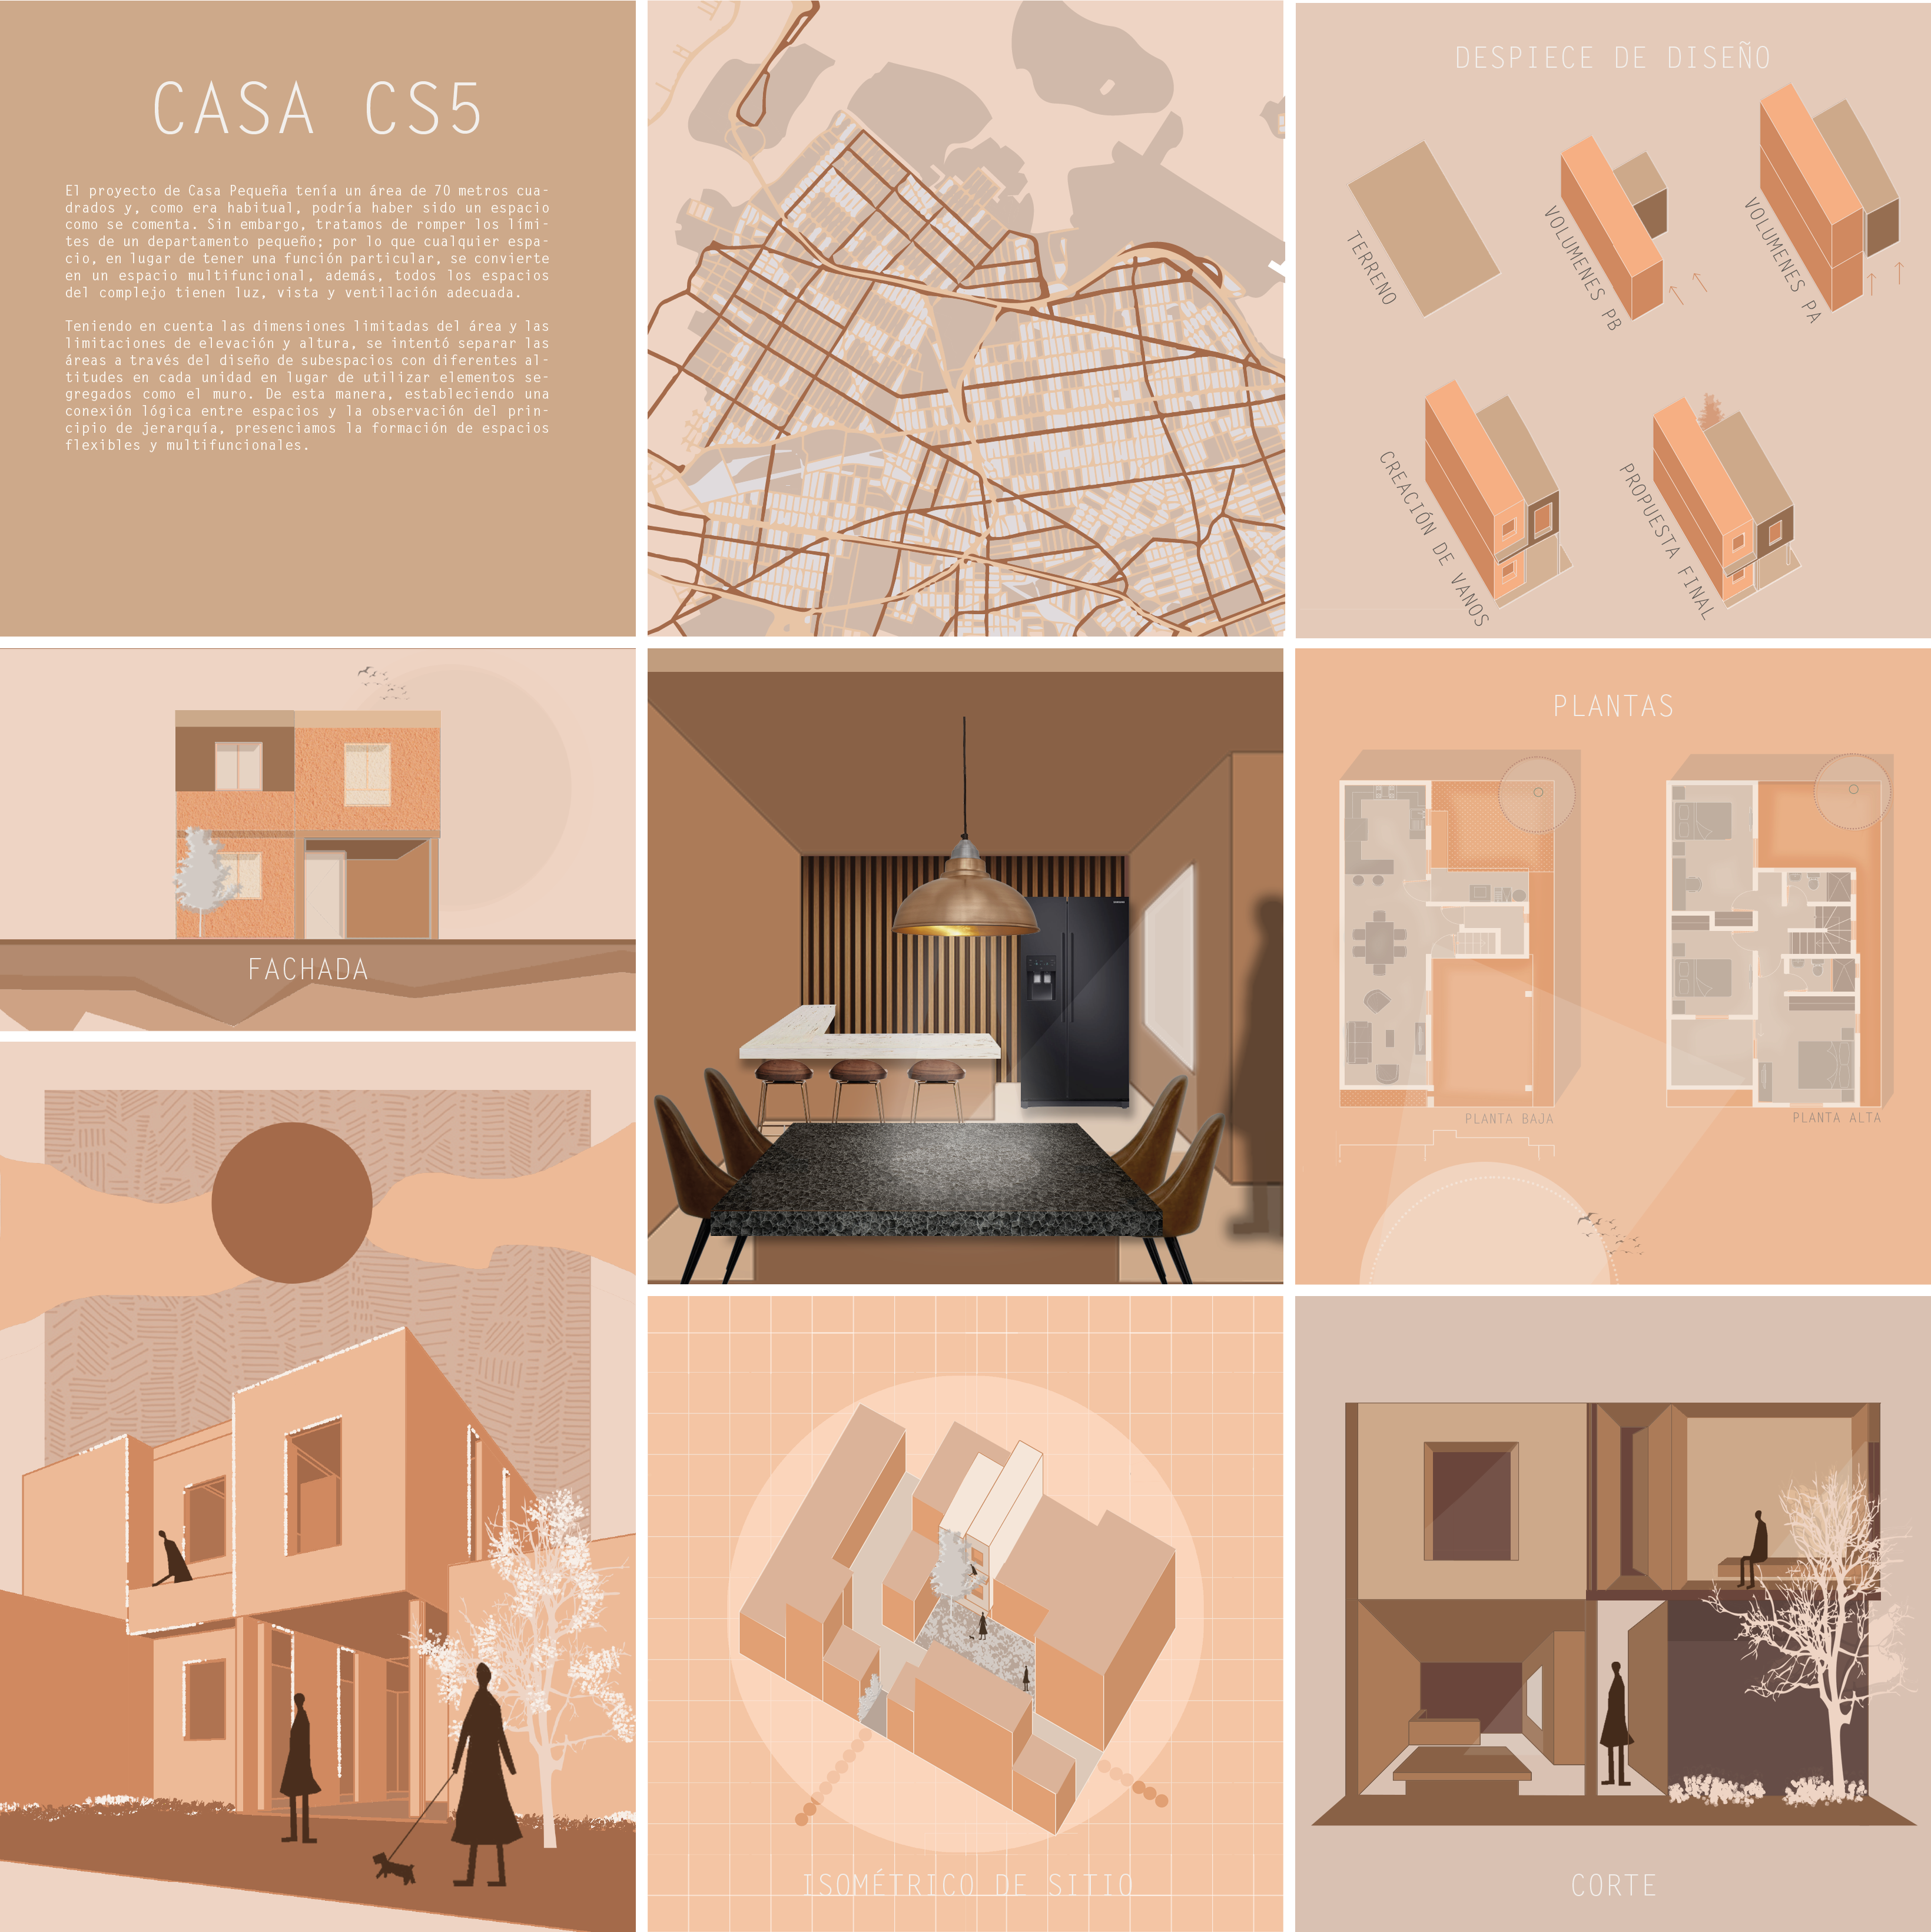 CASA CS5
El proyecto de Casa Pequeña tenía un área de 70 metros cua-
drados y, como era habitual, podría haber sido un espacio
como se comenta. Sin embargo, tratamos de romper los lími-
tes de un departamento pequeño; por lo que cualquier espa-
cio, en lugar de tener una función particular, se convierte
en un espacio multifuncional, además, todos los espacios
del complejo tienen luz, vista y ventilación adecuada.
Teniendo en cuenta las dimensiones limitadas del área y las
limitaciones de elevación y altura, se intentó separar las
áreas a través del diseño de subespacios con diferentes al-
titudes en cada unidad en lugar de utilizar elementos se-
gregados como el muro. De esta manera, estableciendo una
conexión lógica entre espacios y la observación del prin-
cipio de jerarquía, presenciamos la formación de espacios
flexibles y multifuncionales.
DESPIECE DE DISEÑO
TERRENO
VOLUMENES PB
VOLUMENES PA
CREACIÓN DE VANOS
PROPUESTA FINAL
FACHADA
PLANTAS
PLANTA BAJA
PLANTA ALTA
ISOMÉTRICO DE SITIO
CORTE